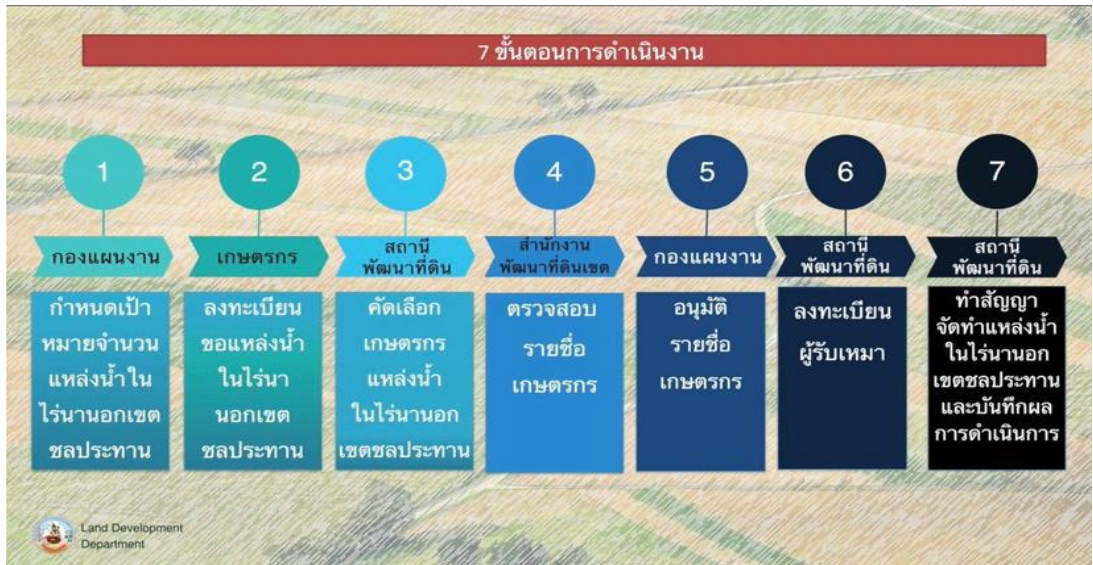 7 ขั้นตอนการดำเนินงาน
1
กองแผนงาน
กำหนดเป้า
หมายจำนวน
แหล่งน้ำใน
ไร่นานอกเขต
ชลประทาน
2
เกษตรกร
ลงทะเบียน
ขอแหล่งน้ำ
ในไร่นา
นอกเขต
ชลประทาน
3
สถานี
พัฒนาที่ดิน
คัดเลือก
เกษตรกร
แหล่งน้ำ
ในไร่นานอก
เขตชลประทาน
4
สำนักงาน
พัฒนาที่ดินเขต
ตรวจสอบ
รายชื่อ
เกษตรกร
5
กองแผนงาน
อนุมัติ
รายชื่อ
เกษตรกร
6
สถานี
พัฒนาที่ดิน
ลงทะเบียน
ผู้รับเหมา
7
สถานี
พัฒนาที่ดิน
ทำสัญญา
จัดทำแหล่งน้ำ
ในไร่นานอก
เขตชลประทาน
และบันทึกผล
การดำเนินการ
Land Development
Department